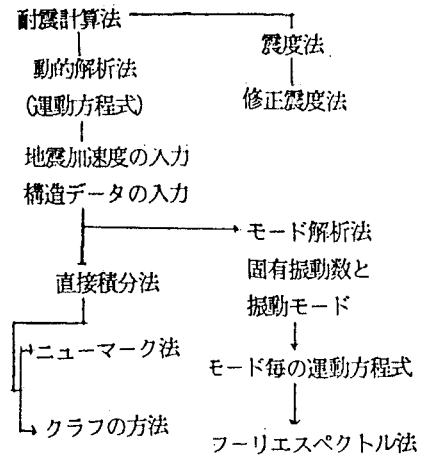 耐震計算法
震度法
修正震度法
動的解析法
(運動方程式)
地震加速度の入力
構造データの入力
直接積分法
ニューマーク法
クラフの方法
モード解析法
固有振動数と
振動モード
モード毎の運動方程式
フーリエスペクトル法